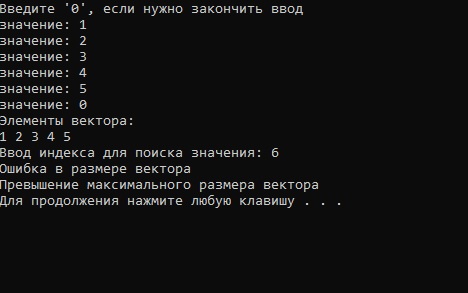 Введите '0', если нужно закончить ввод
значение: 1
значение: 2
значение: 3
значение: 4
значение: 5
значение: 0
Элементы вектора:
1 2 3 4 5
Ввод индекса для поиска значения: 6
Ошибка в размере вектора
Превышение максимального размера вектора
Для продолжения нажмите любую клавишу . . .